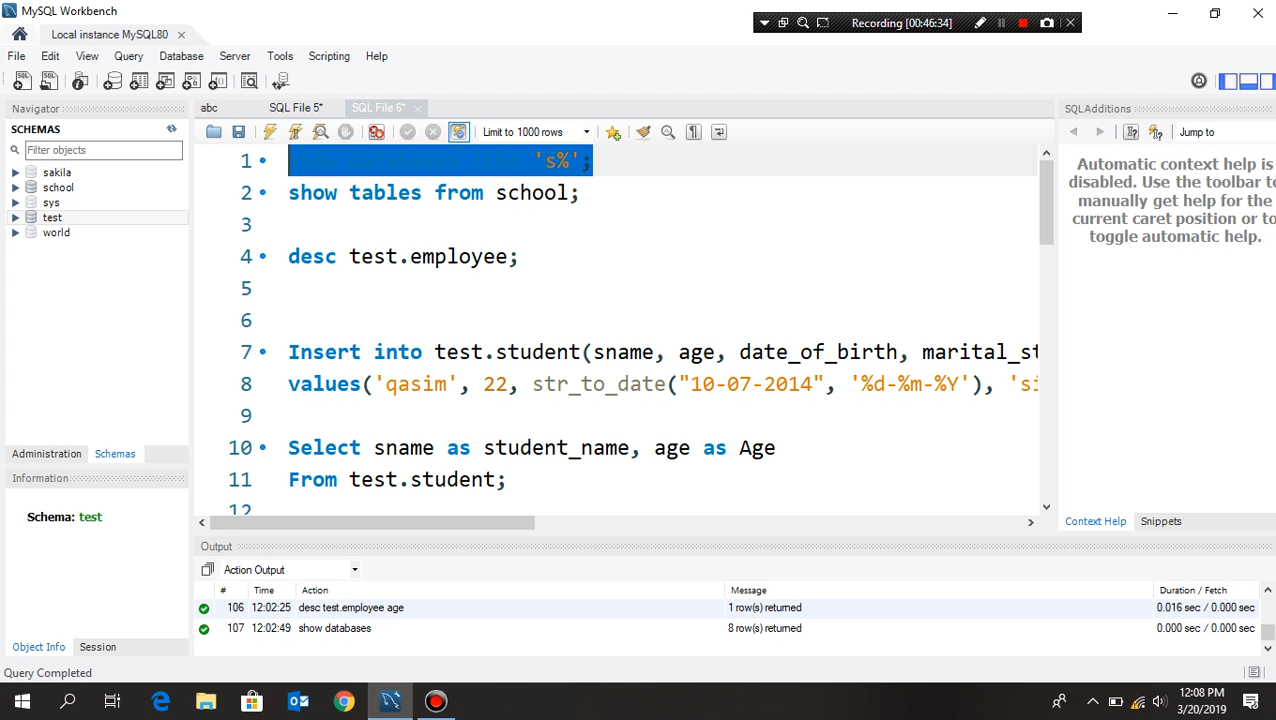 MySQL Workbench
Recording [00:46:34]
Local instance MySQL80
File Edit View Query Database Server Tools Scripting Help
Navigator
SCHEMAS
Filter objects
sakila
school
sys
test
world
Administration Schemas
Information
Schema: test
Object Info Session
Query Completed
abc SQL File 5* SQL File 6*
Limit to 1000 rows
1 show databases like 's%';
2 show tables from school;
3
4 desc test.employee;
5
6
7 Insert into test.student(sname, age, date_of_birth, marital_st
8 values('qasim', 22, str_to_date("10-07-2014", '%d-%m-%Y'), 'si
9
10 Select sname as student_name, age as Age
11 From test.student;
12
SQLAdditions
Jump to
Automatic context help is
disabled. Use the toolbar to
manually get help for the
current caret position or to
toggle automatic help.
Context Help Snippets
Output
Action Output
# Time Action Message Duration / Fetch
106 12:02:25 desc test.employee age 1 row(s) returned 0.016 sec / 0.000 sec
107 12:02:49 show databases 8 row(s) returned 0.000 sec / 0.000 sec
12:08 PM
3/20/2019